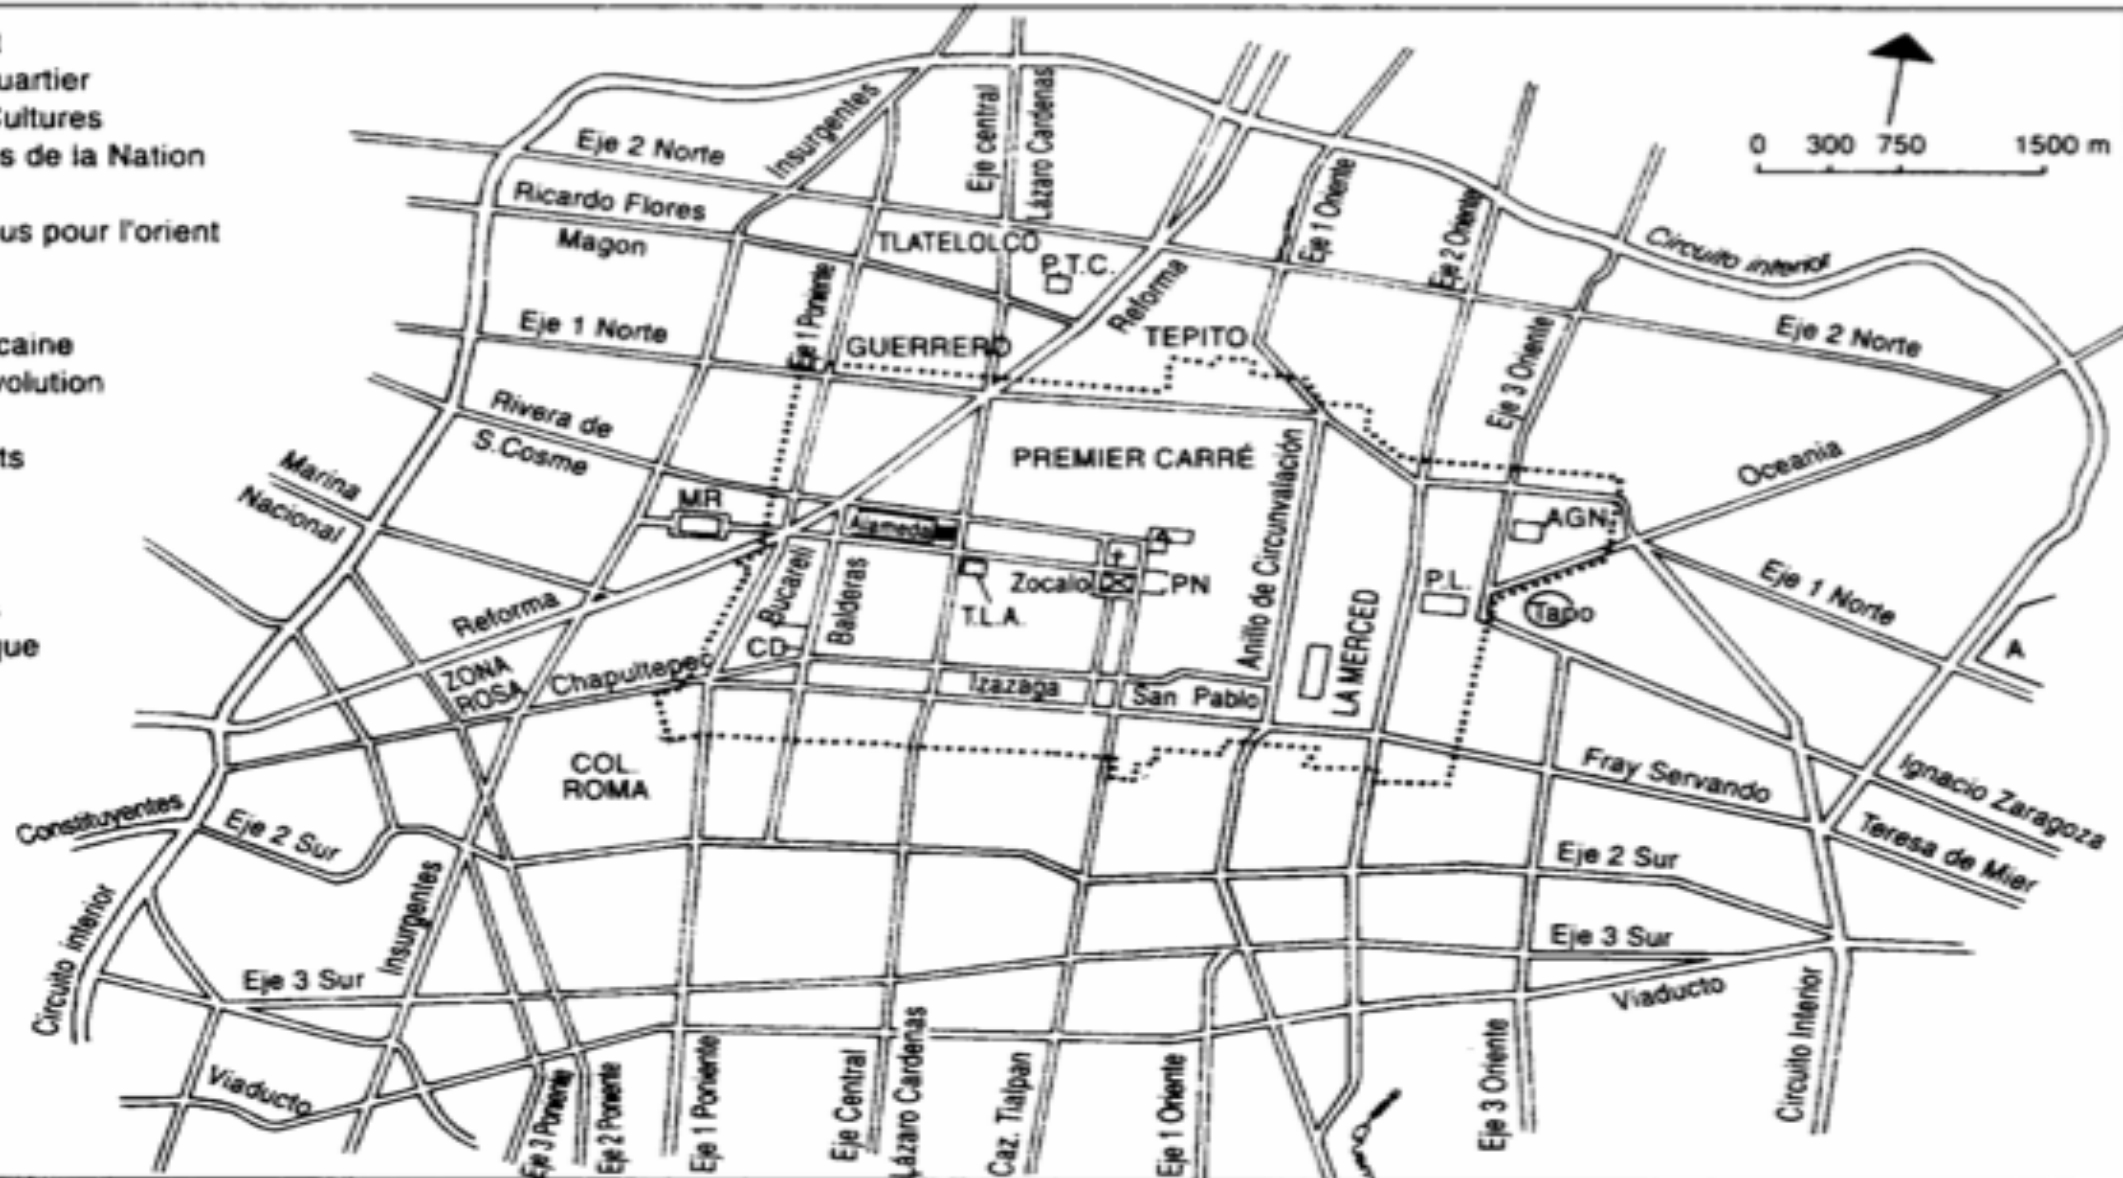 uartier
Cultures
s de la Nation
us pour l'orient
caine
volution
ts
que
0 300 750 1500 m
Eje 2 Norte
Insurgentes
Eje central
Lázaro Cardenas
Ricardo Flores
Magon
TLATELOLCO
P.T.C.
Reforma
Eje 1 Oriente
Eje 2 Oriente
Circuito interior
Eje 1 Norte
Eje 1 Poniente
GUERRERO
TEPITO
Eje 3 Oriente
Eje 2 Norte
Rivera de
S.Cosme
PREMIER CARRÉ
Anillo de Circunvalación
Oceania
Marina
Nacional
MR
Alameda
AGN
Zocalo
PN
T.L.A.
P.L.
Tapo
Eje 1 Norte
A
Reforma
Bucareli
Balderas
CD
LA MERCED
ZONA
ROSA
Chapultepec
Izazaga
San Pablo
COL.
ROMA
Fray Servando
Ignacio Zaragoza
Teresa de Mier
Constituyentes
Eje 2 Sur
Eje 2 Sur
Circuito interior
Insurgentes
Eje 3 Sur
Eje 3 Sur
Viaducto
Viaducto
Eje 3 Poniente
Eje 2 Poniente
Eje 1 Poniente
Eje Central
Lázaro Cardenas
Caz. Tlalpan
Eje 1 Oriente
Eje 3 Oriente
Circuito Interior